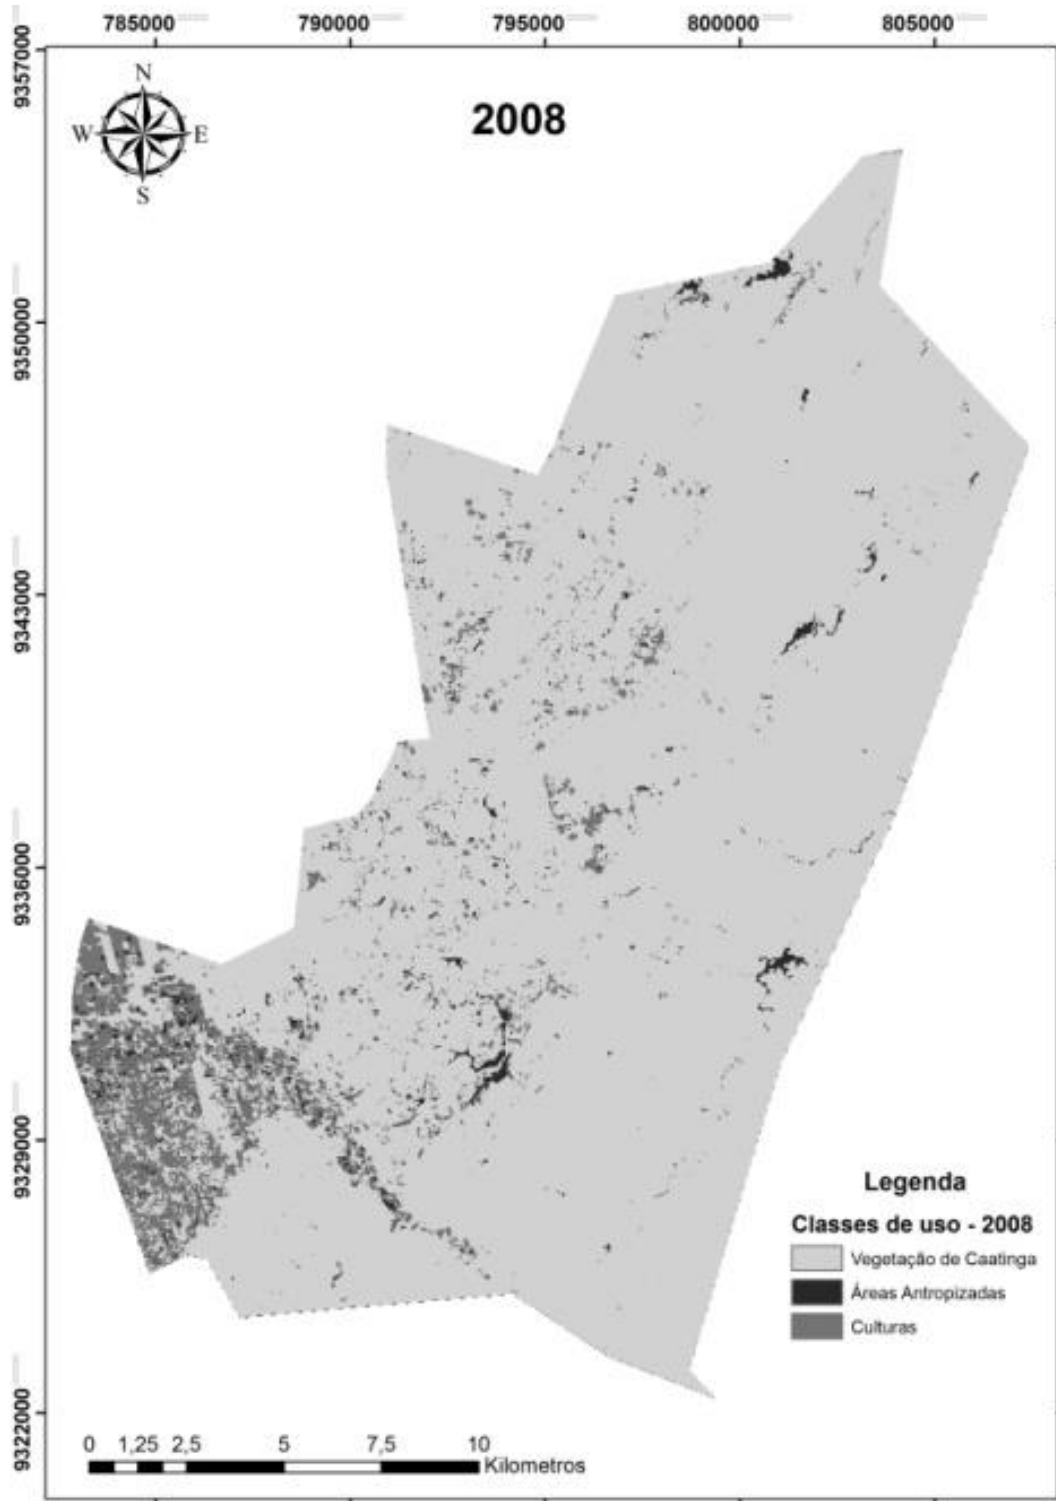 785000 790000 795000 800000 805000
9357000
N
W E
S
2008
9350000
9343000
9336000
9329000
Legenda
Classes de uso - 2008
Vegetação de Caatinga
Áreas Antropizadas
Culturas
9322000
0 1,25 2,5 5 7,5 10
Kilometros